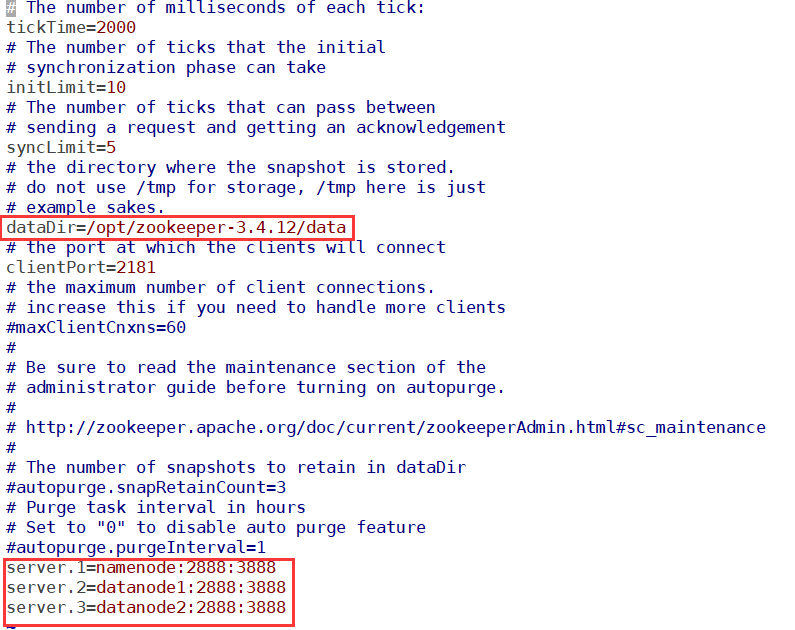 # The number of milliseconds of each tick:
tickTime=2000
# The number of ticks that the initial
# synchronization phase can take
initLimit=10
# The number of ticks that can pass between
# sending a request and getting an acknowledgement
syncLimit=5
# the directory where the snapshot is stored.
# do not use /tmp for storage, /tmp here is just
# example sakes.
dataDir=/opt/zookeeper-3.4.12/data
# the port at which the clients will connect
clientPort=2181
# the maximum number of client connections.
# increase this if you need to handle more clients
#maxClientCnxns=60
#
# Be sure to read the maintenance section of the
# administrator guide before turning on autopurge.
#
# http://zookeeper.apache.org/doc/current/zookeeperAdmin.html#sc_maintenance
#
# The number of snapshots to retain in dataDir
#autopurge.snapRetainCount=3
# Purge task interval in hours
# Set to "0" to disable auto purge feature
#autopurge.purgeInterval=1
server.1=namenode:2888:3888
server.2=datanode1:2888:3888
server.3=datanode2:2888:3888